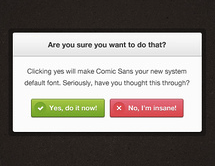 Are you sure you want to do that?
Clicking yes will make Comic Sans your new system
default font. Seriously, have you thought this through?
Yes, do it now!
No, I'm insane!